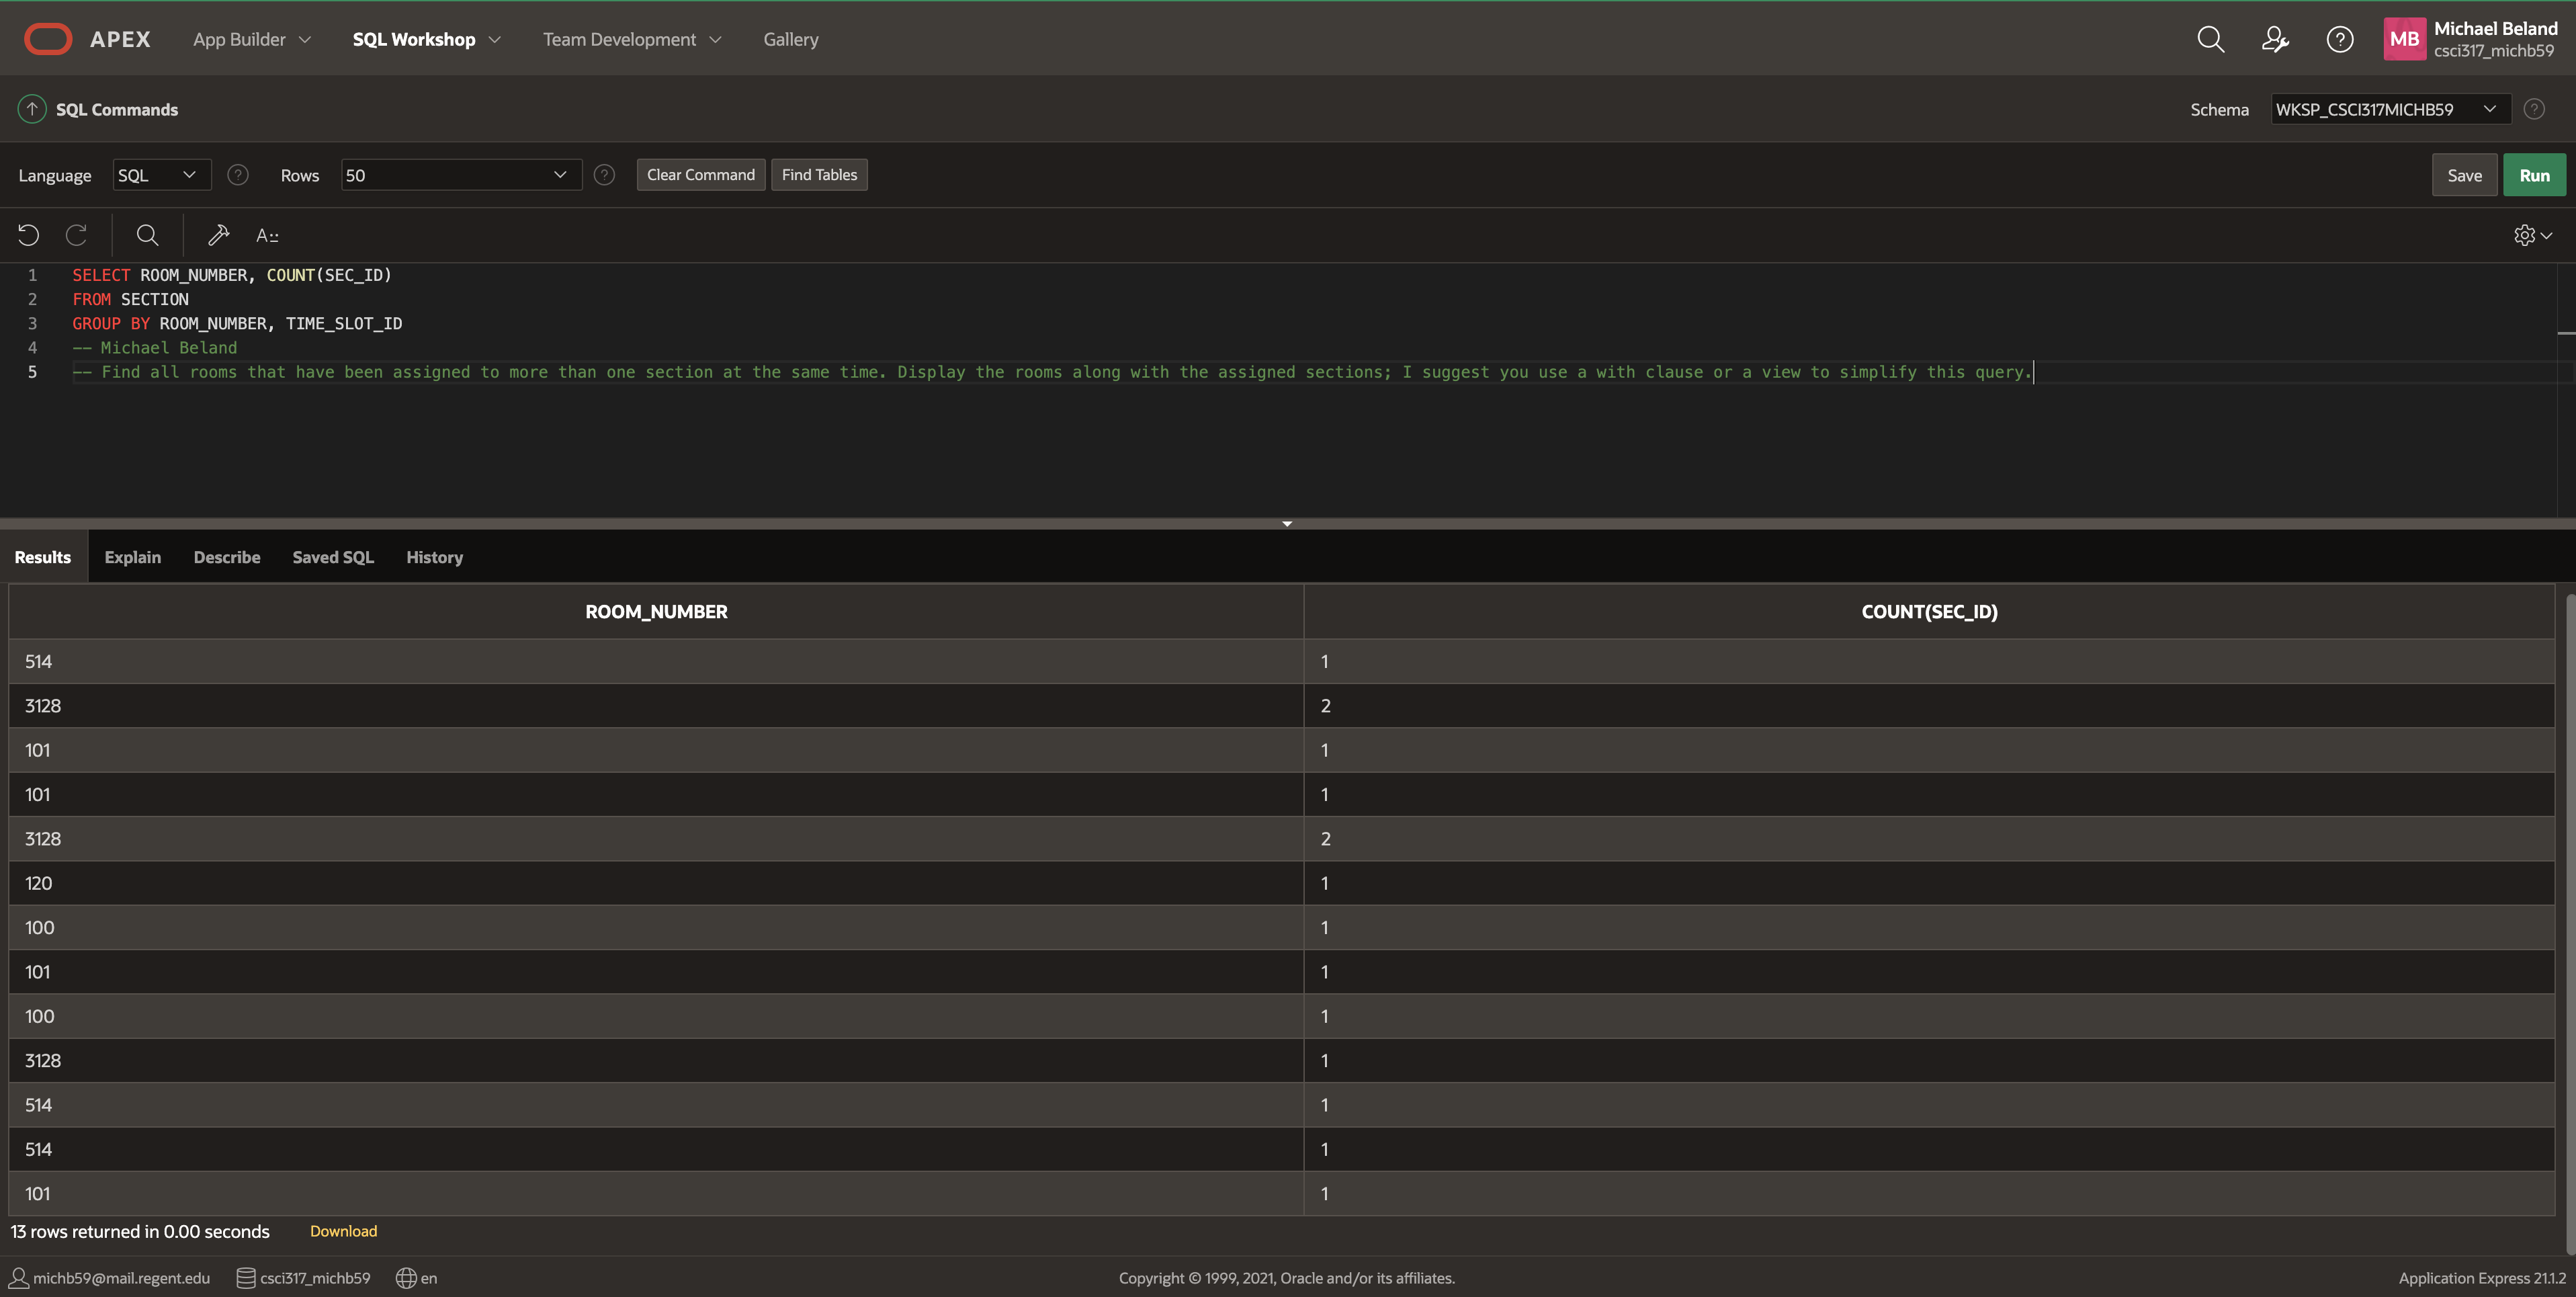 APEX App Builder SQL Workshop Team Development Gallery MB Michael Beland
csci317_michb59
SQL Commands Schema WKSP_CSCI317MICHB59
Language SQL Rows 50 Clear Command Find Tables Save Run
A::
1 SELECT ROOM_NUMBER, COUNT(SEC_ID)
2 FROM SECTION
3 GROUP BY ROOM_NUMBER, TIME_SLOT_ID
4 -- Michael Beland
5 -- Find all rooms that have been assigned to more than one section at the same time. Display the rooms along with the assigned sections; I suggest you use a with clause or a view to simplify this query.
Results Explain Describe Saved SQL History
ROOM_NUMBER COUNT(SEC_ID)
514 1
3128 2
101 1
101 1
3128 2
120 1
100 1
101 1
100 1
3128 1
514 1
514 1
101 1
13 rows returned in 0.00 seconds Download
michb59@mail.regent.edu csci317_michb59 en Copyright © 1999, 2021, Oracle and/or its affiliates. Application Express 21.1.2